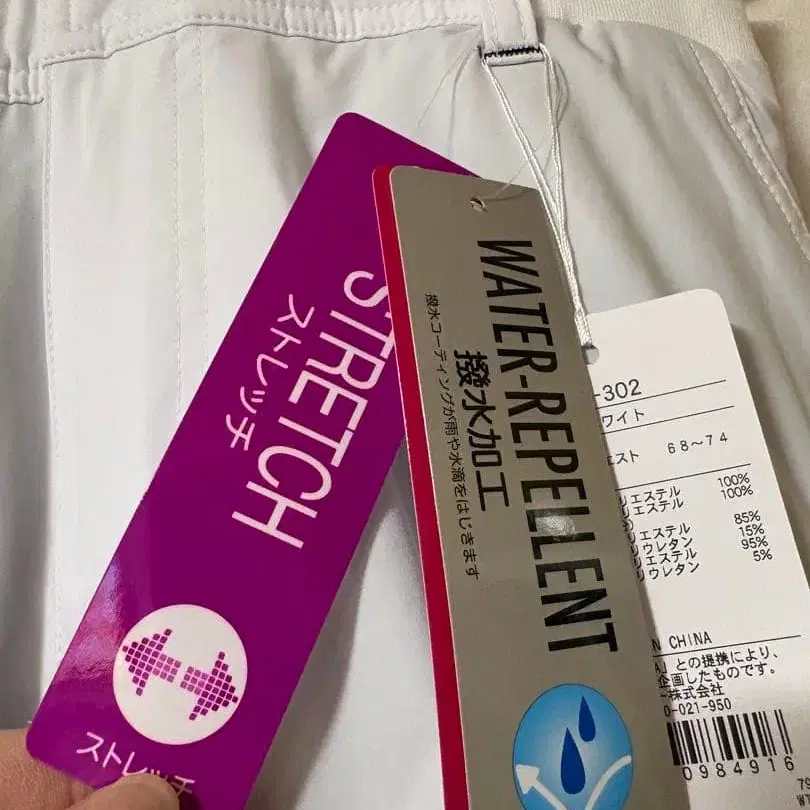 STRETCH
ストレッチ
ストレッチ
WATER-REPELLENT
撥水加工
撥水コーティングが雨や水滴をはじきます
-302
ワイト
スト 68~74
リエステル 100%
リエステル 100%
85%
リエステル 15%
ウレタン 95%
リエステル 5%
リウレタン
N CHINA
A』との提携により、
企画したものです。
ー株式会社
0-021-950
0984916